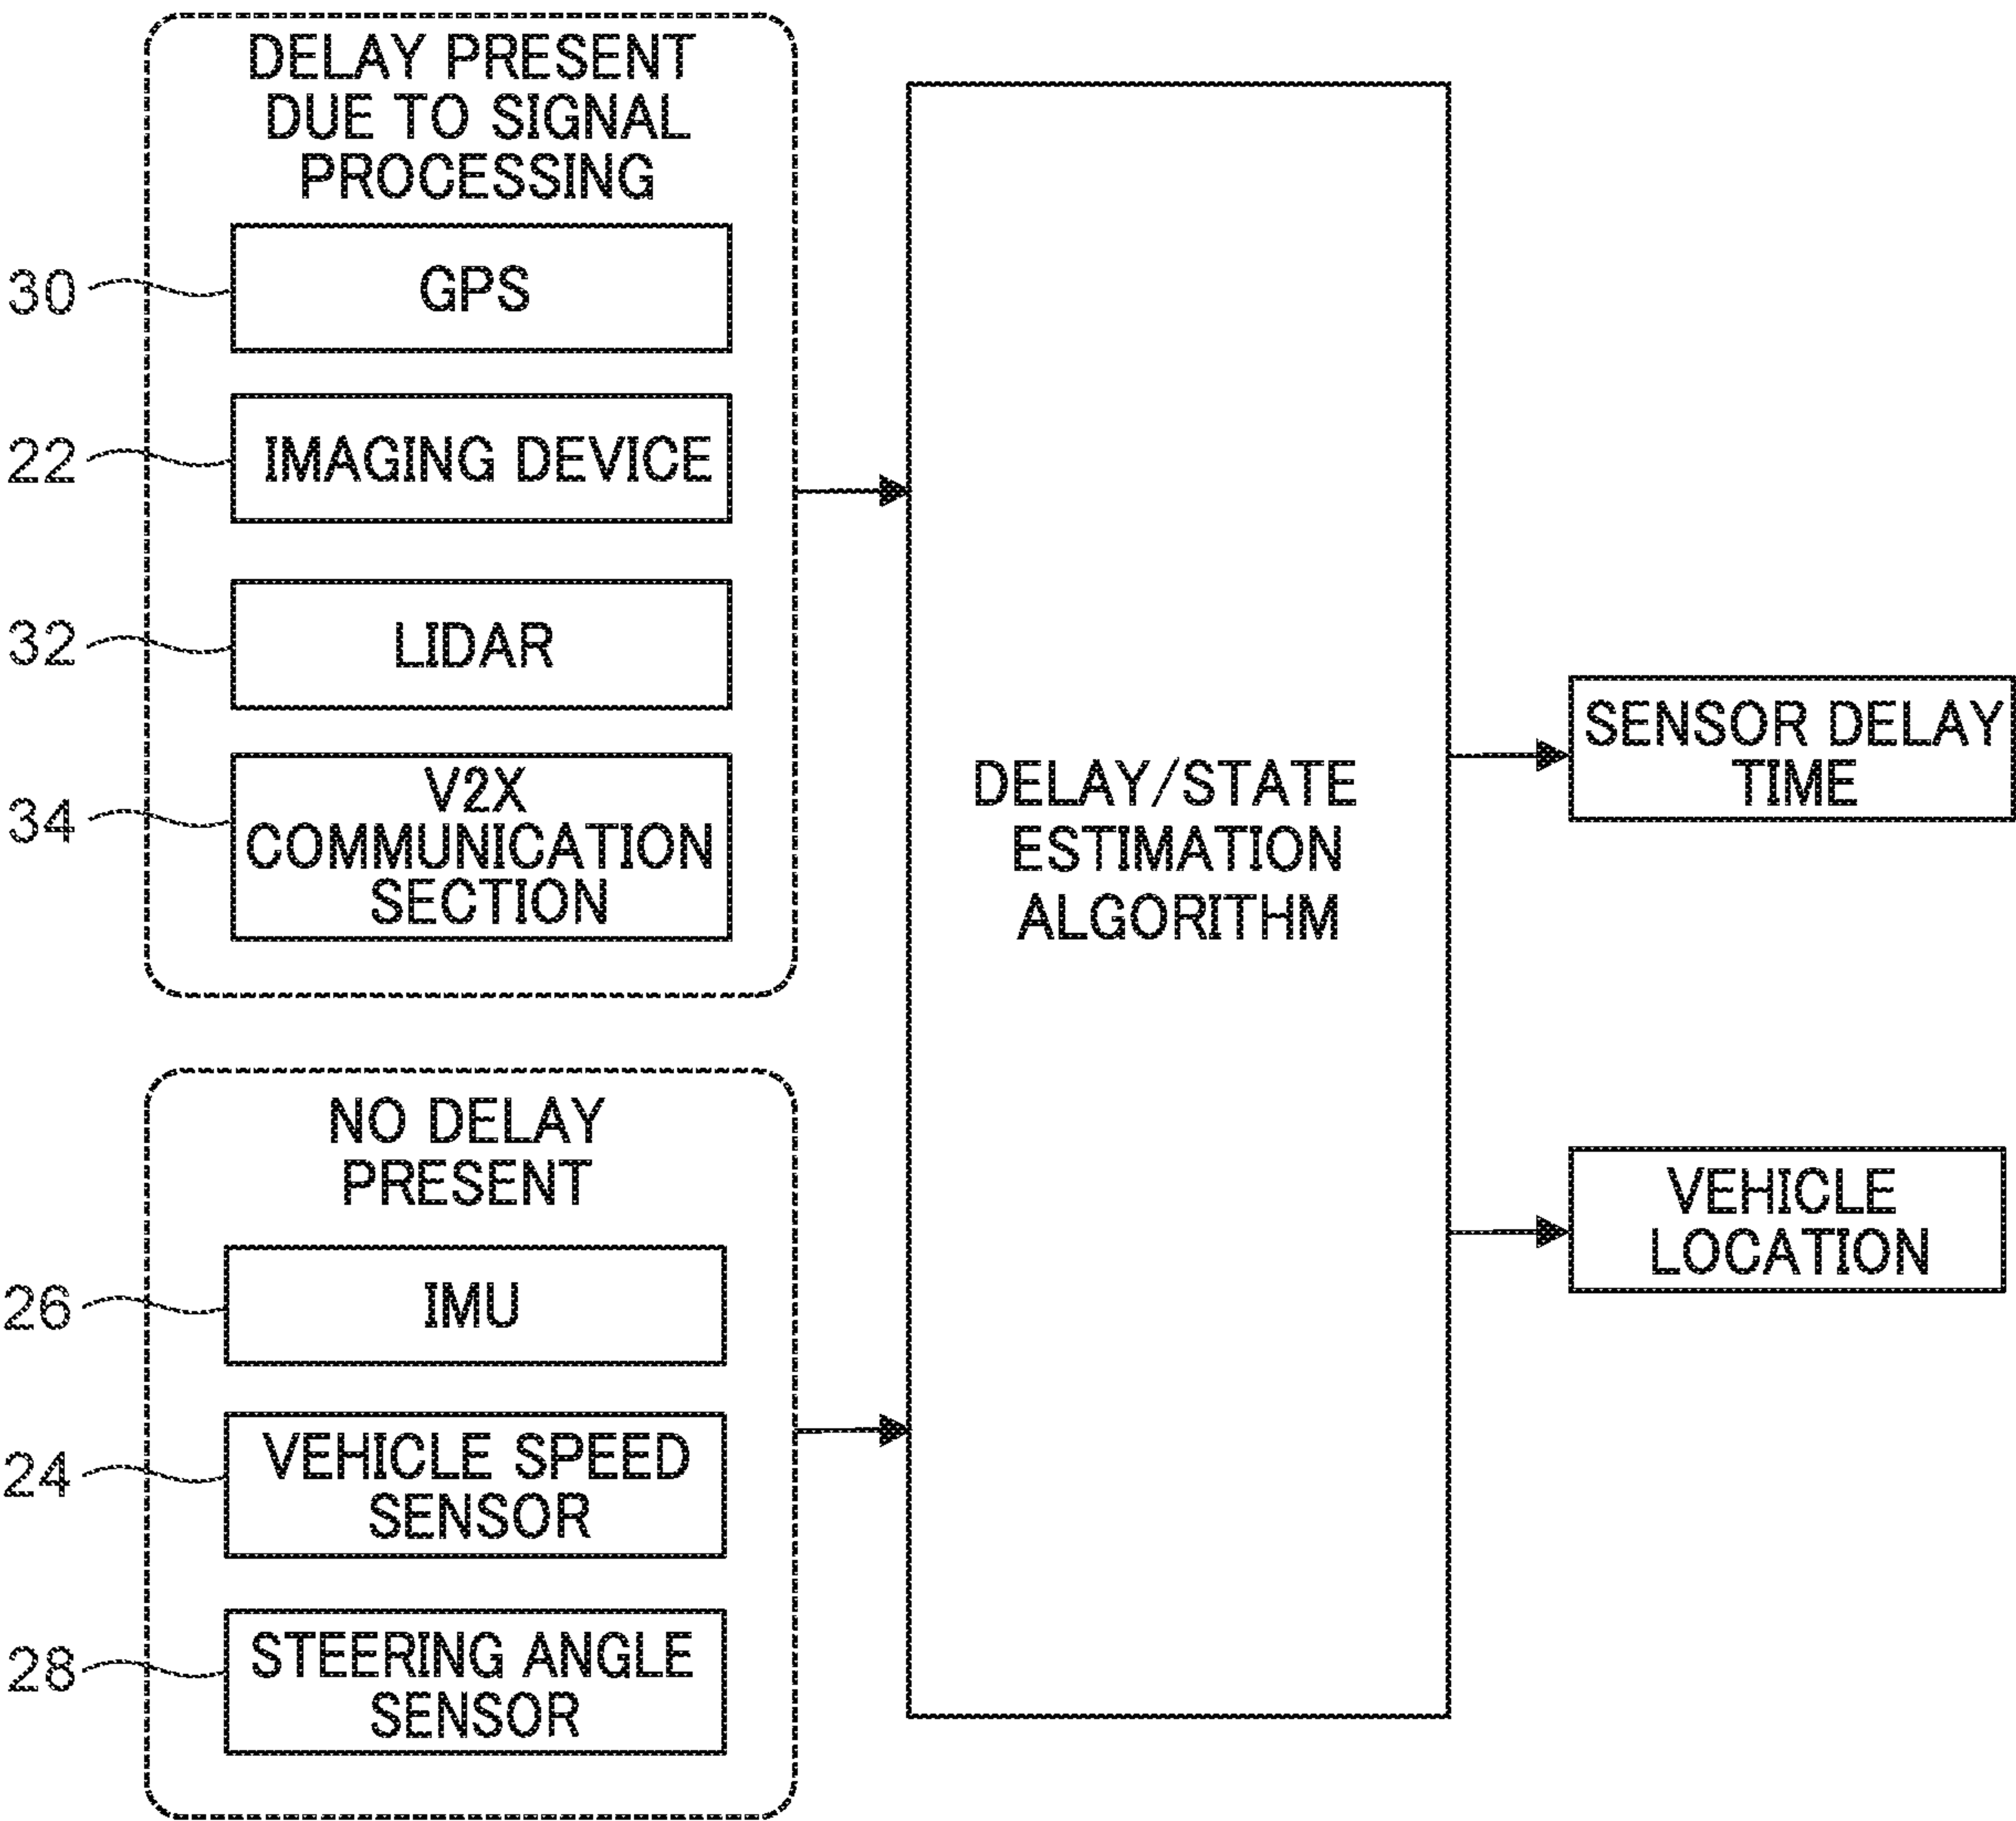 DELAY PRESENT
DUE TO SIGNAL
PROCESSING
30
GPS
22
IMAGING DEVICE
32
LIDAR
34
V2X
COMMUNICATION
SECTION
NO DELAY
PRESENT
26
IMU
24
VEHICLE SPEED
SENSOR
28
STEERING ANGLE
SENSOR
DELAY/STATE
ESTIMATION
ALGORITHM
SENSOR DELAY
TIME
VEHICLE
LOCATION